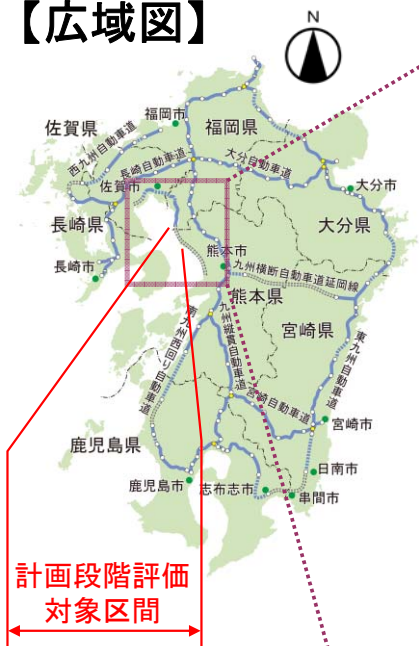 【広域図】
N
福岡市
佐賀県
福岡県
西九州自動車道
長崎自動車道
大分自動車道
佐賀市
大分市
長崎県
大分県
熊本市
長崎市
九州横断自動車道延岡線
熊本県
宮崎県
南九州西回り自動車道
九州縦貫自動車道
東九州自動車道
宮崎自動車道
宮崎市
鹿児島県
日南市
鹿児島市
志布志市
串間市
計画段階評価
対象区間